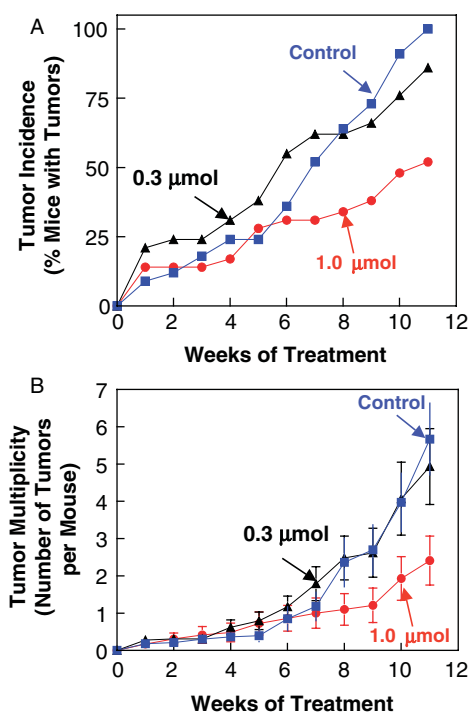 A
Tumor Incidence
(% Mice with Tumors)
100
75
50
25
0
Control
0.3 µmol
1.0 µmol
0 2 4 6 8 10 12
Weeks of Treatment
B
Tumor Multiplicity
(Number of Tumors
per Mouse)
7
6
5
4
3
2
1
0
Control
0.3 µmol
1.0 µmol
0 2 4 6 8 10 12
Weeks of Treatment